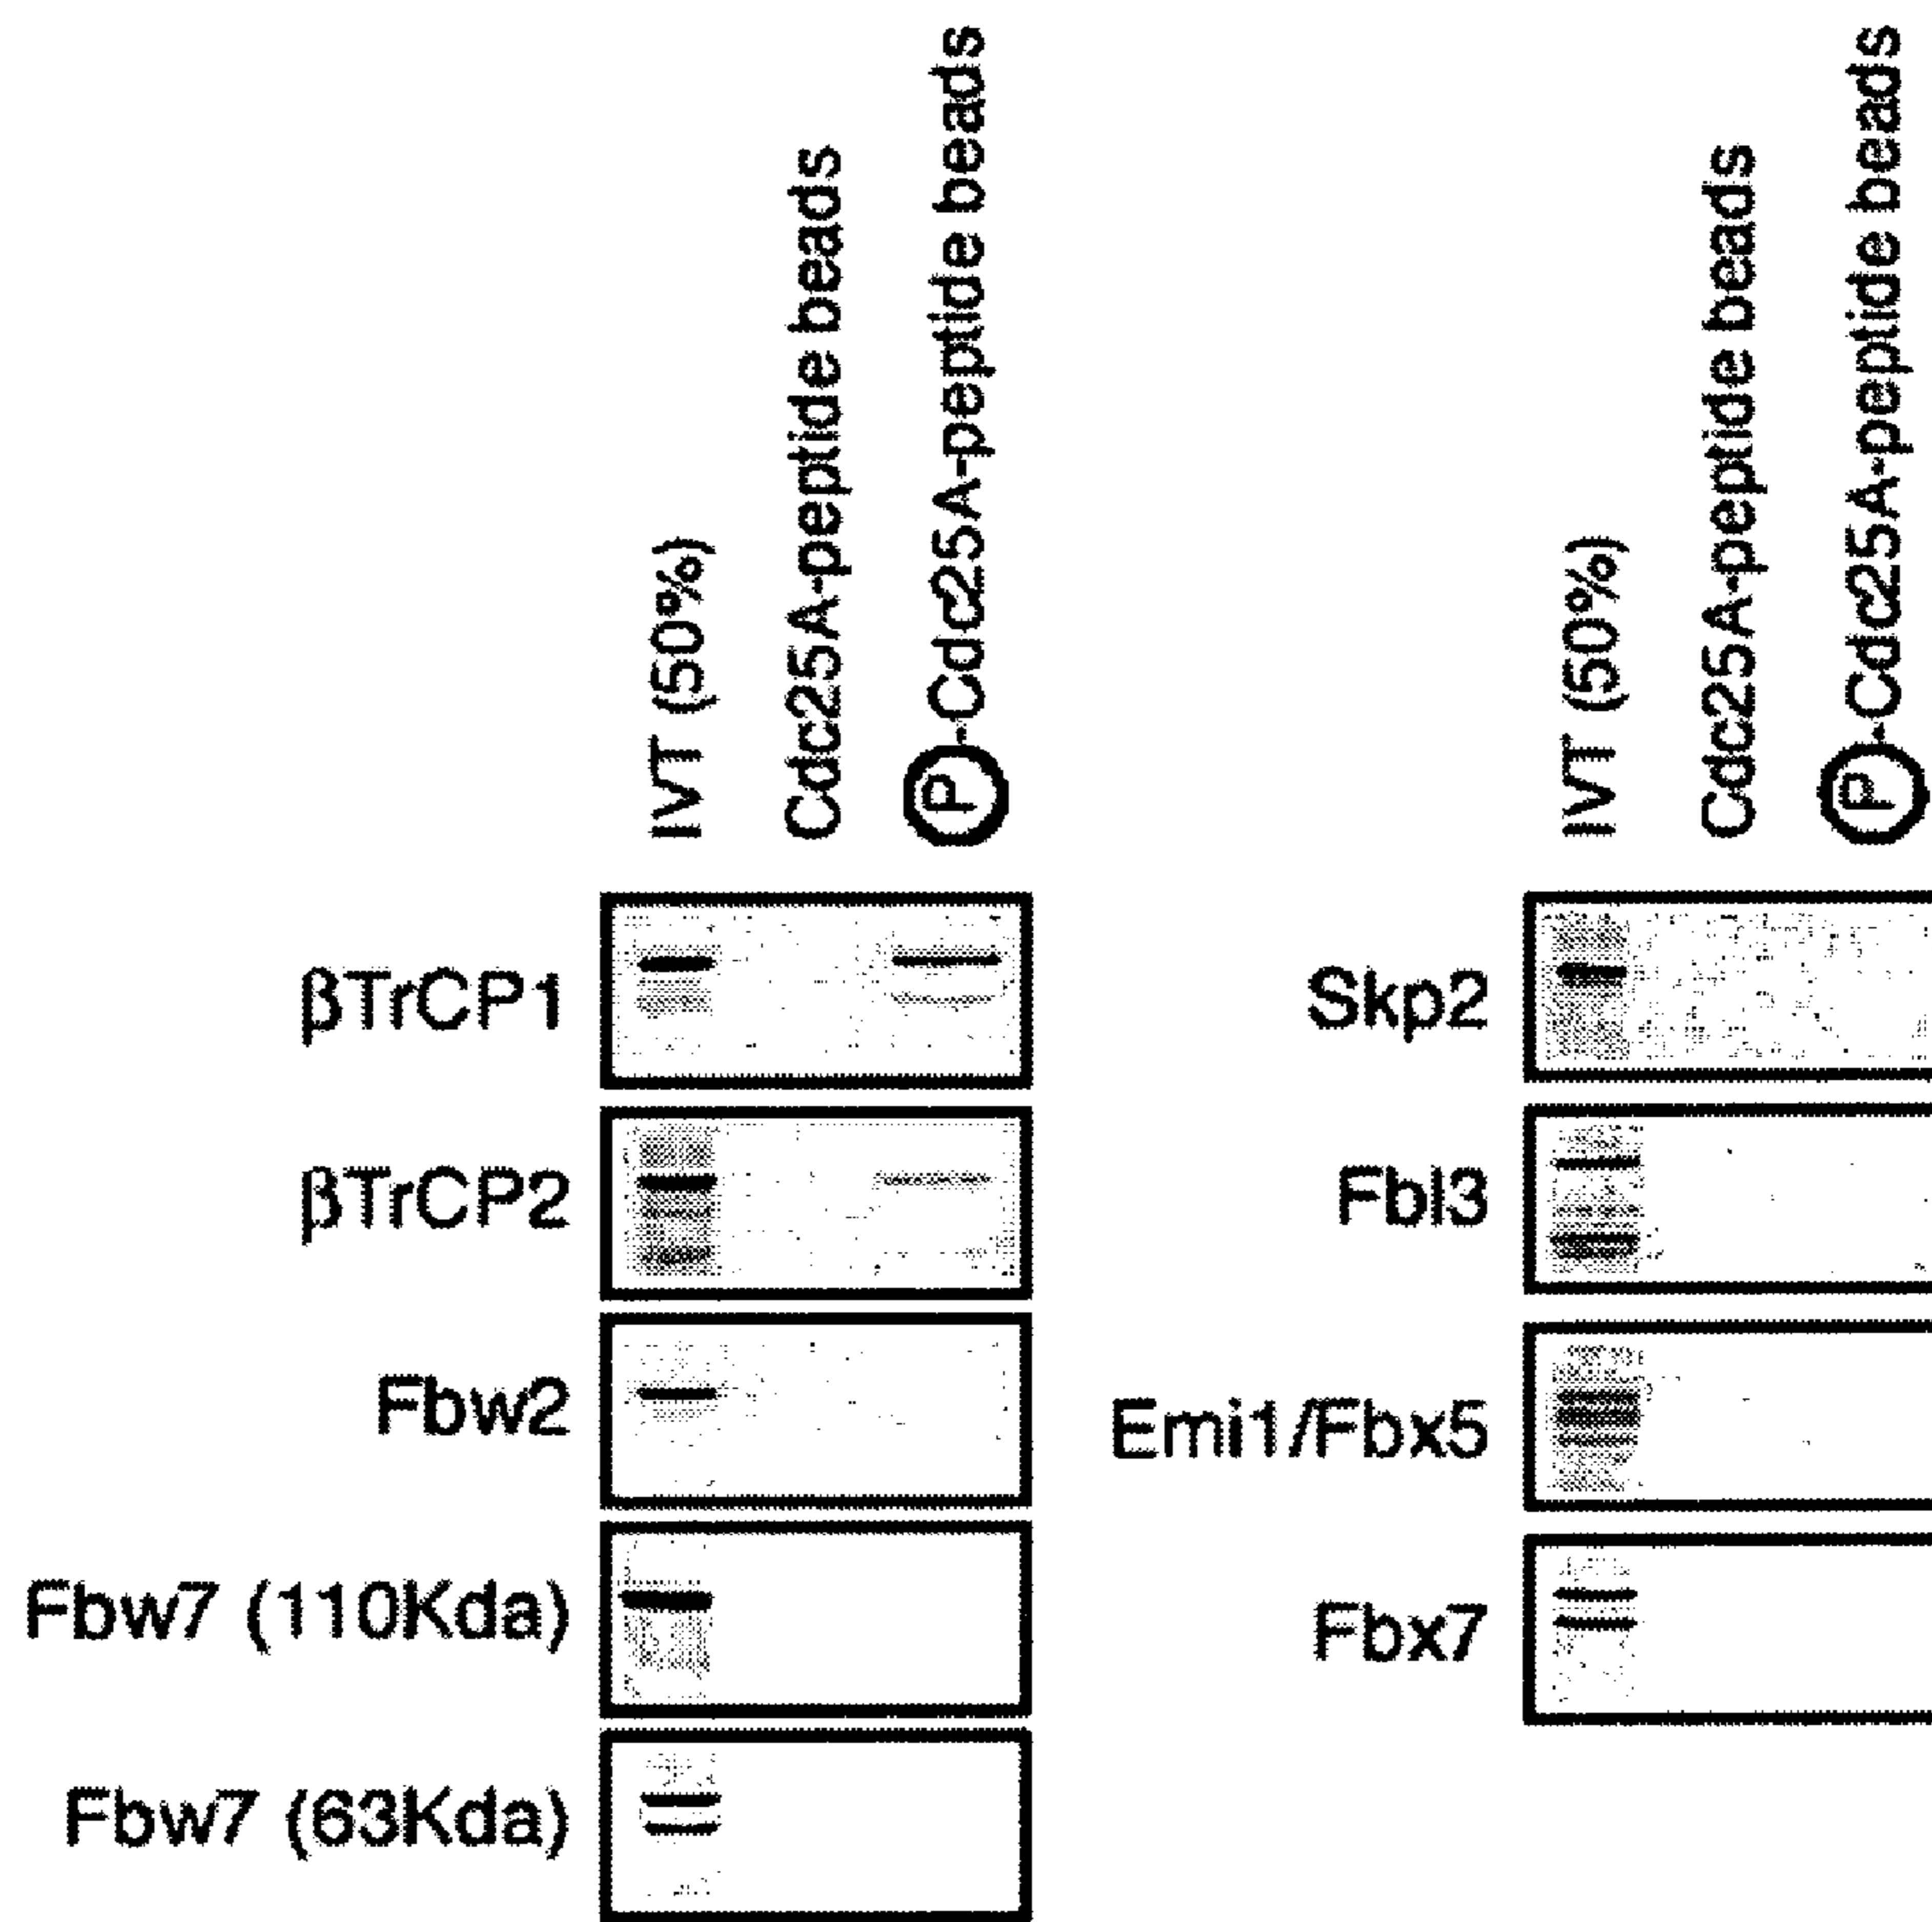 IVT (50%)
Cdc25A-peptide beads
Ⓟ-Cdc25A-peptide beads
βTrCP1
βTrCP2
Fbw2
Fbw7 (110Kda)
Fbw7 (63Kda)
IVT (50%)
Cdc25A-peptide beads
Ⓟ-Cdc25A-peptide beads
Skp2
Fbl3
Emi1/Fbx5
Fbx7